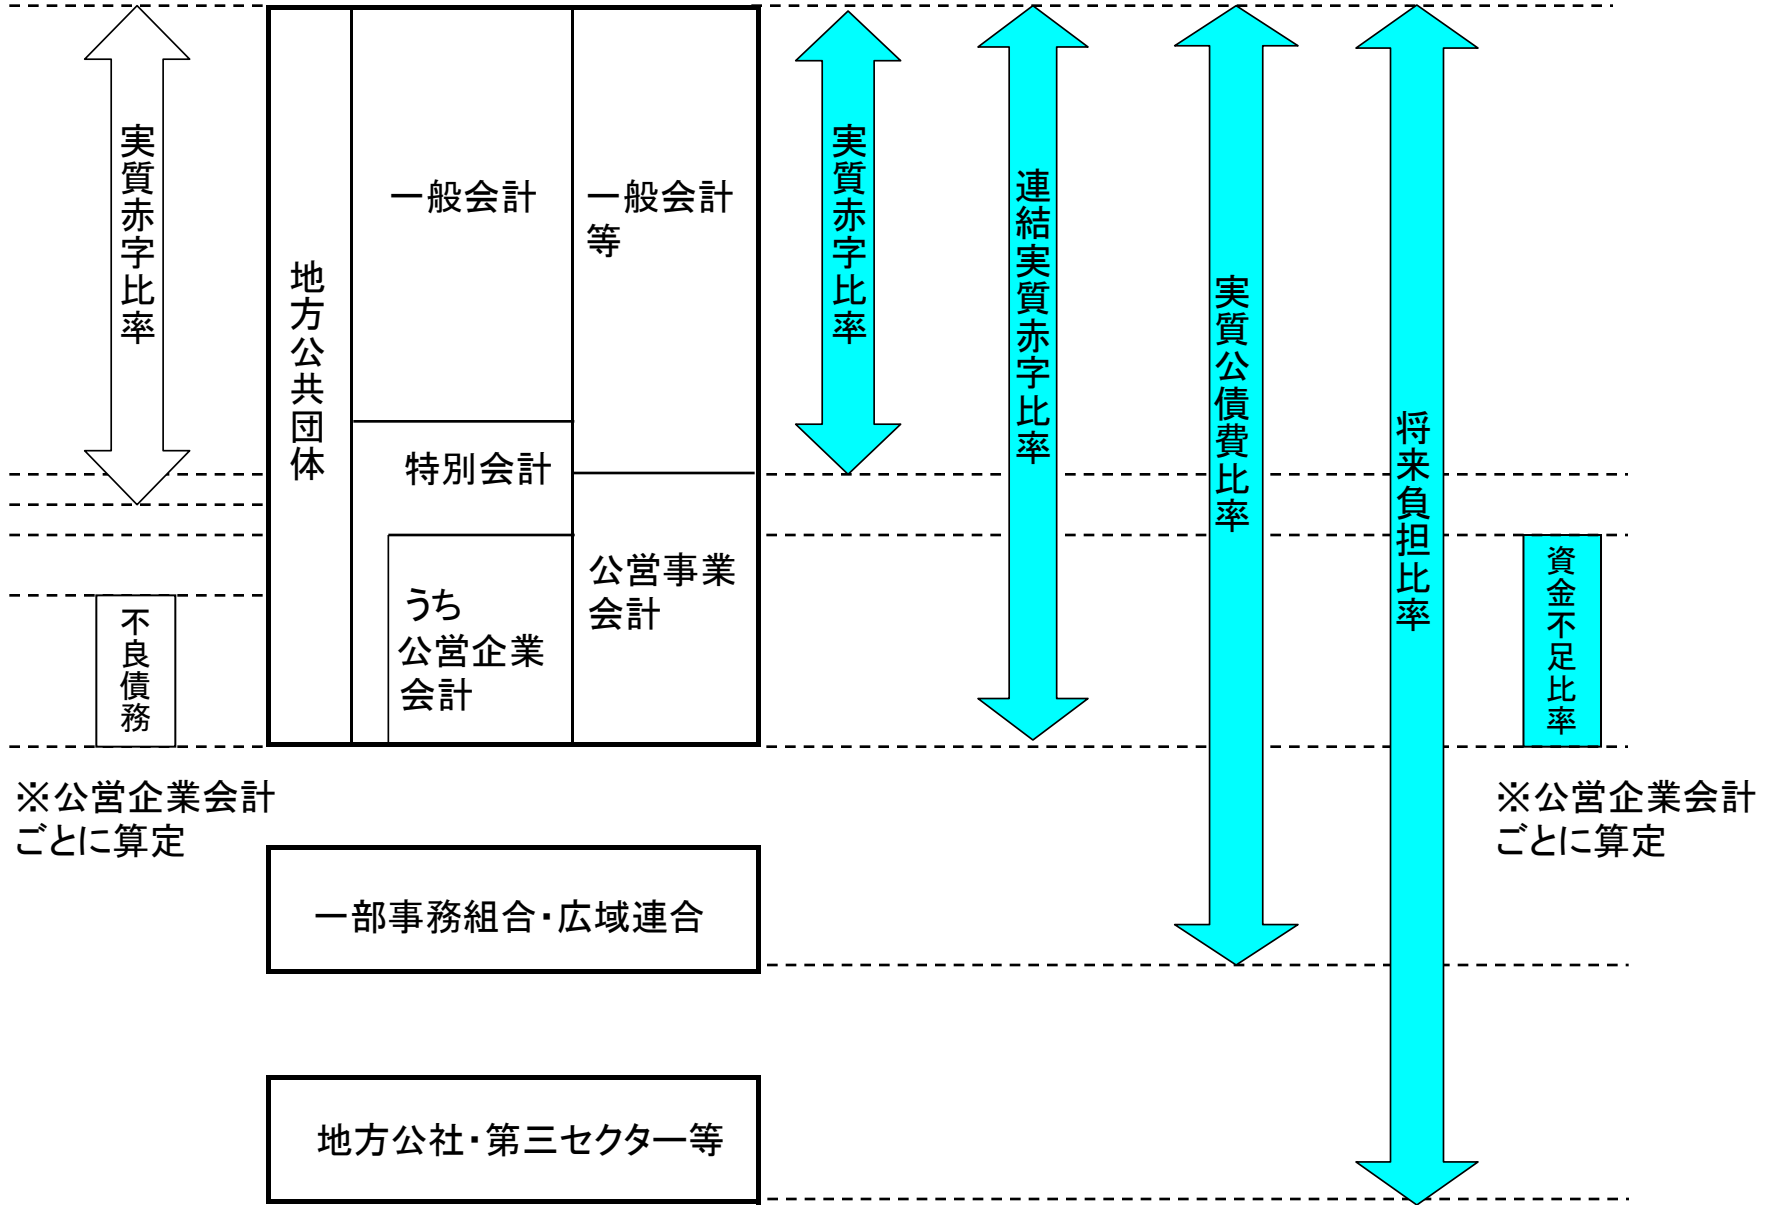 実質赤字比率
不良債務
※公営企業会計
ごとに算定
地方公共団体
一般会計
特別会計
うち
公営企業
会計
一般会計
等
公営事業
会計
一部事務組合・広域連合
地方公社・第三セクター等
実質赤字比率
連結実質赤字比率
実質公債費比率
将来負担比率
資金不足比率
※公営企業会計
ごとに算定